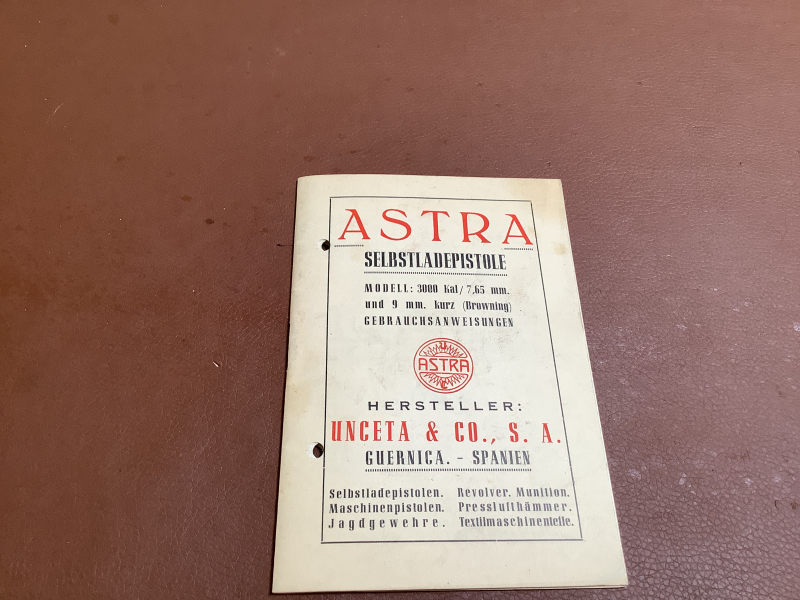 ASTRA
SELBSTLADEPISTOLE
MODELL: 3000 Kal/7,65 mm.
und 9 mm. kurz (Browning)
GEBRAUCHSANWEISUNGEN
U
ASTRA
C
HERSTELLER:
UNCETA & CO., S. A.
GUERNICA. - SPANIEN
Selbstladepistolen. Revolver. Munition.
Maschinenpistolen. Presslufthämmer.
Jagdgewehre. Textilmaschinenteile.